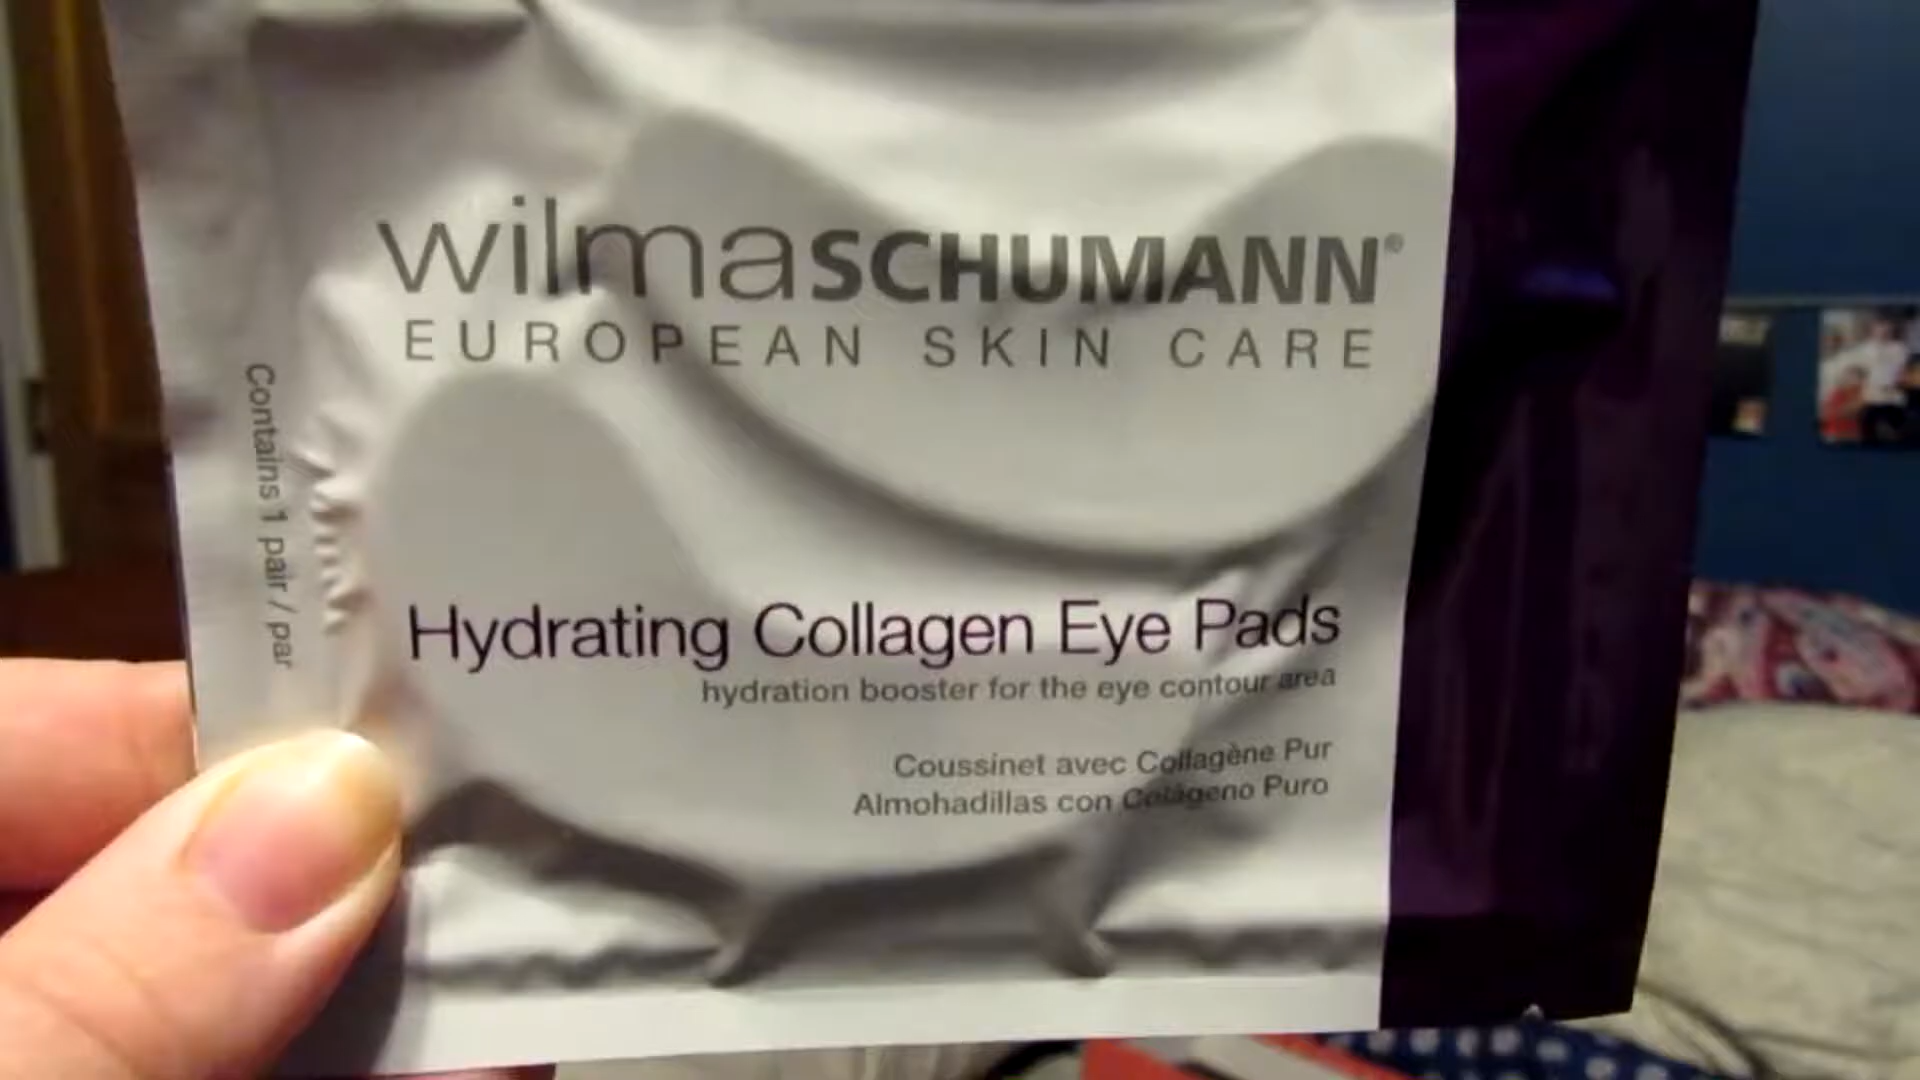 wilmaSCHUMANN®
EUROPEAN SKIN CARE
Contains 1 pair / par
Hydrating Collagen Eye Pads
hydration booster for the eye contour area
Coussinet avec Collagène Pur
Almohadillas con Colágeno Puro